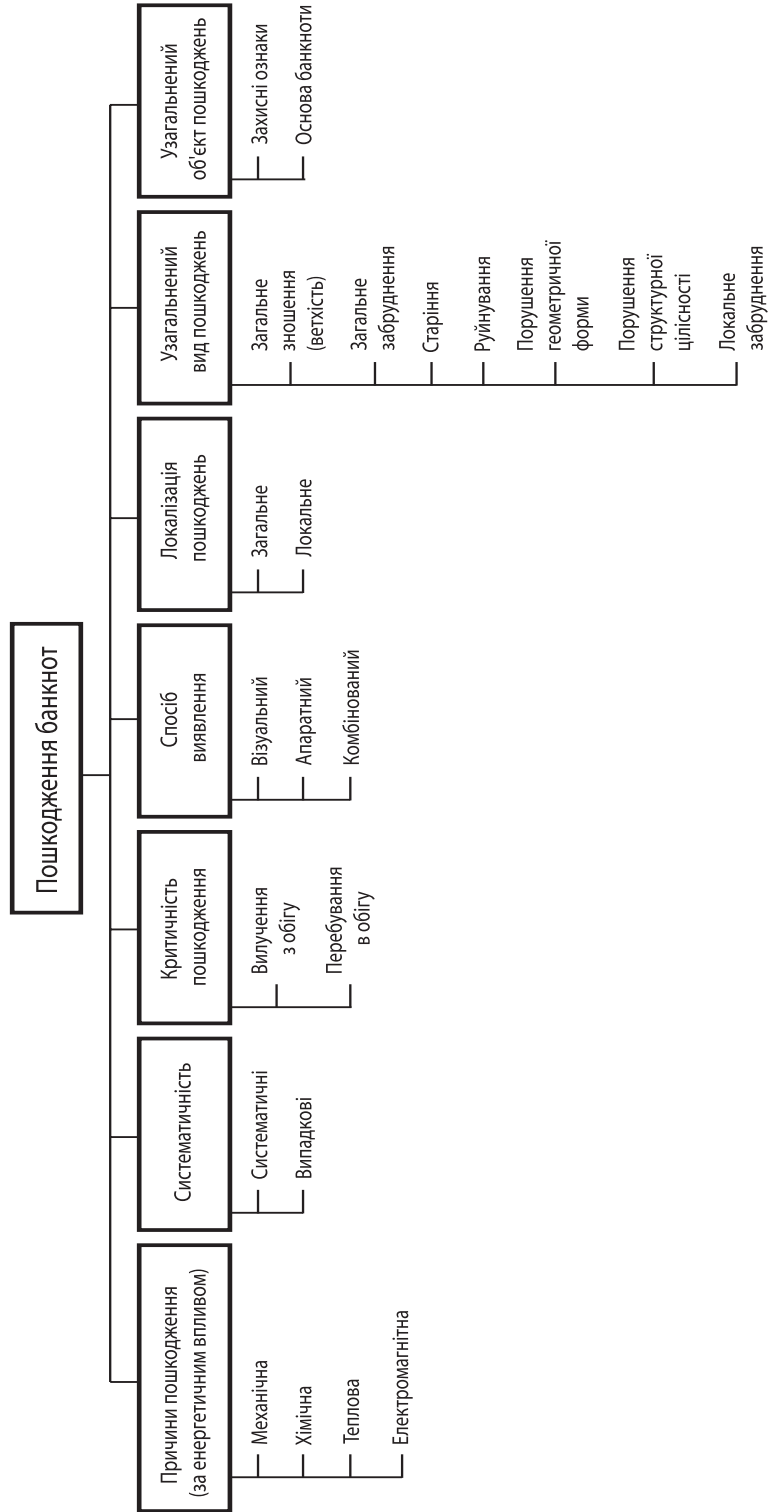 Пошкодження банкнот
Причини пошкодження
(за енергетичним впливом)
Механічна
Хімічна
Теплова
Електромагнітна
Систематичність
Систематичні
Випадкові
Критичність
пошкодження
Вилучення
з обігу
Перебування
в обігу
Спосіб
виявлення
Візуальний
Апаратний
Комбінований
Локалізація
пошкоджень
Загальне
Локальне
Узагальнений
вид пошкоджень
Загальне
зношення
(ветхість)
Загальне
забруднення
Старіння
Руйнування
Порушення
геометричної
форми
Порушення
структурної
цілісності
Локальне
забруднення
Узагальнений
об'єкт пошкоджень
Захисні ознаки
Основа банкноти